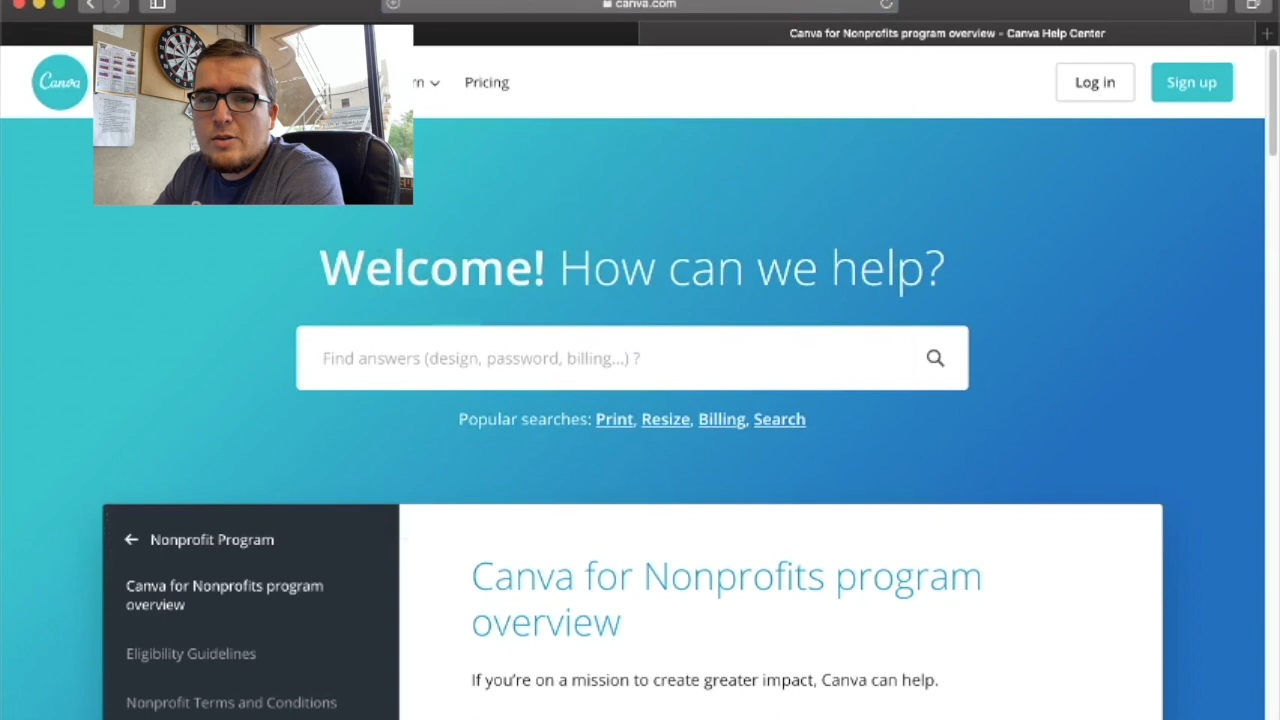 canva.com
Canva for Nonprofits program overview – Canva Help Center
Canva
Pricing
Log in
Sign up
Welcome! How can we help?
Find answers (design, password, billing...) ?
Popular searches: Print, Resize, Billing, Search
Nonprofit Program
Canva for Nonprofits program
overview
Eligibility Guidelines
Nonprofit Terms and Conditions
Canva for Nonprofits program
overview
If you're on a mission to create greater impact, Canva can help.